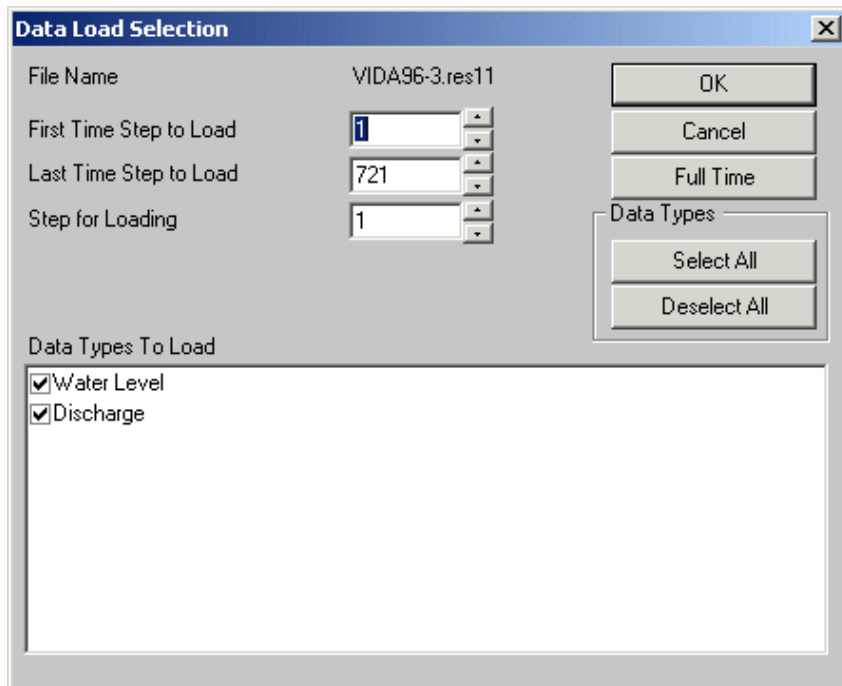 Data Load Selection
File Name VIDA96-3.res11
OK
First Time Step to Load 1
Cancel
Last Time Step to Load 721
Full Time
Step for Loading 1
Data Types
Select All
Deselect All
Data Types To Load
Water Level
Discharge